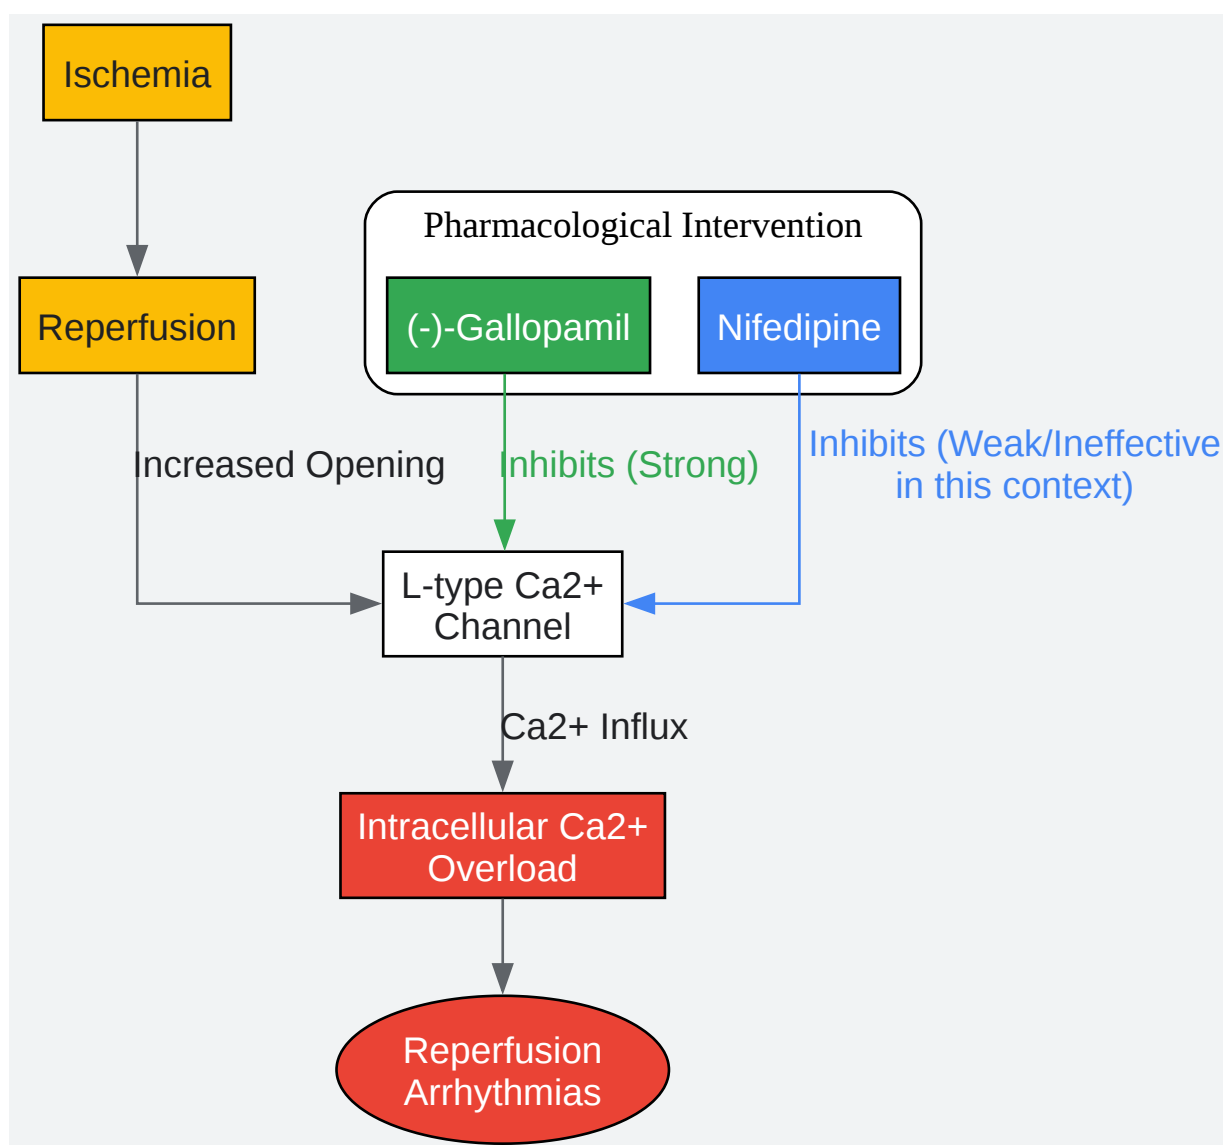 Ischemia
Pharmacological Intervention
Reperfusion
(-)-Gallopamil
Nifedipine
Increased Opening
Inhibits (Strong)
Inhibits (Weak/Ineffective
in this context)
L-type Ca2+
Channel
Ca2+ Influx
Intracellular Ca2+
Overload
Reperfusion
Arrhythmias